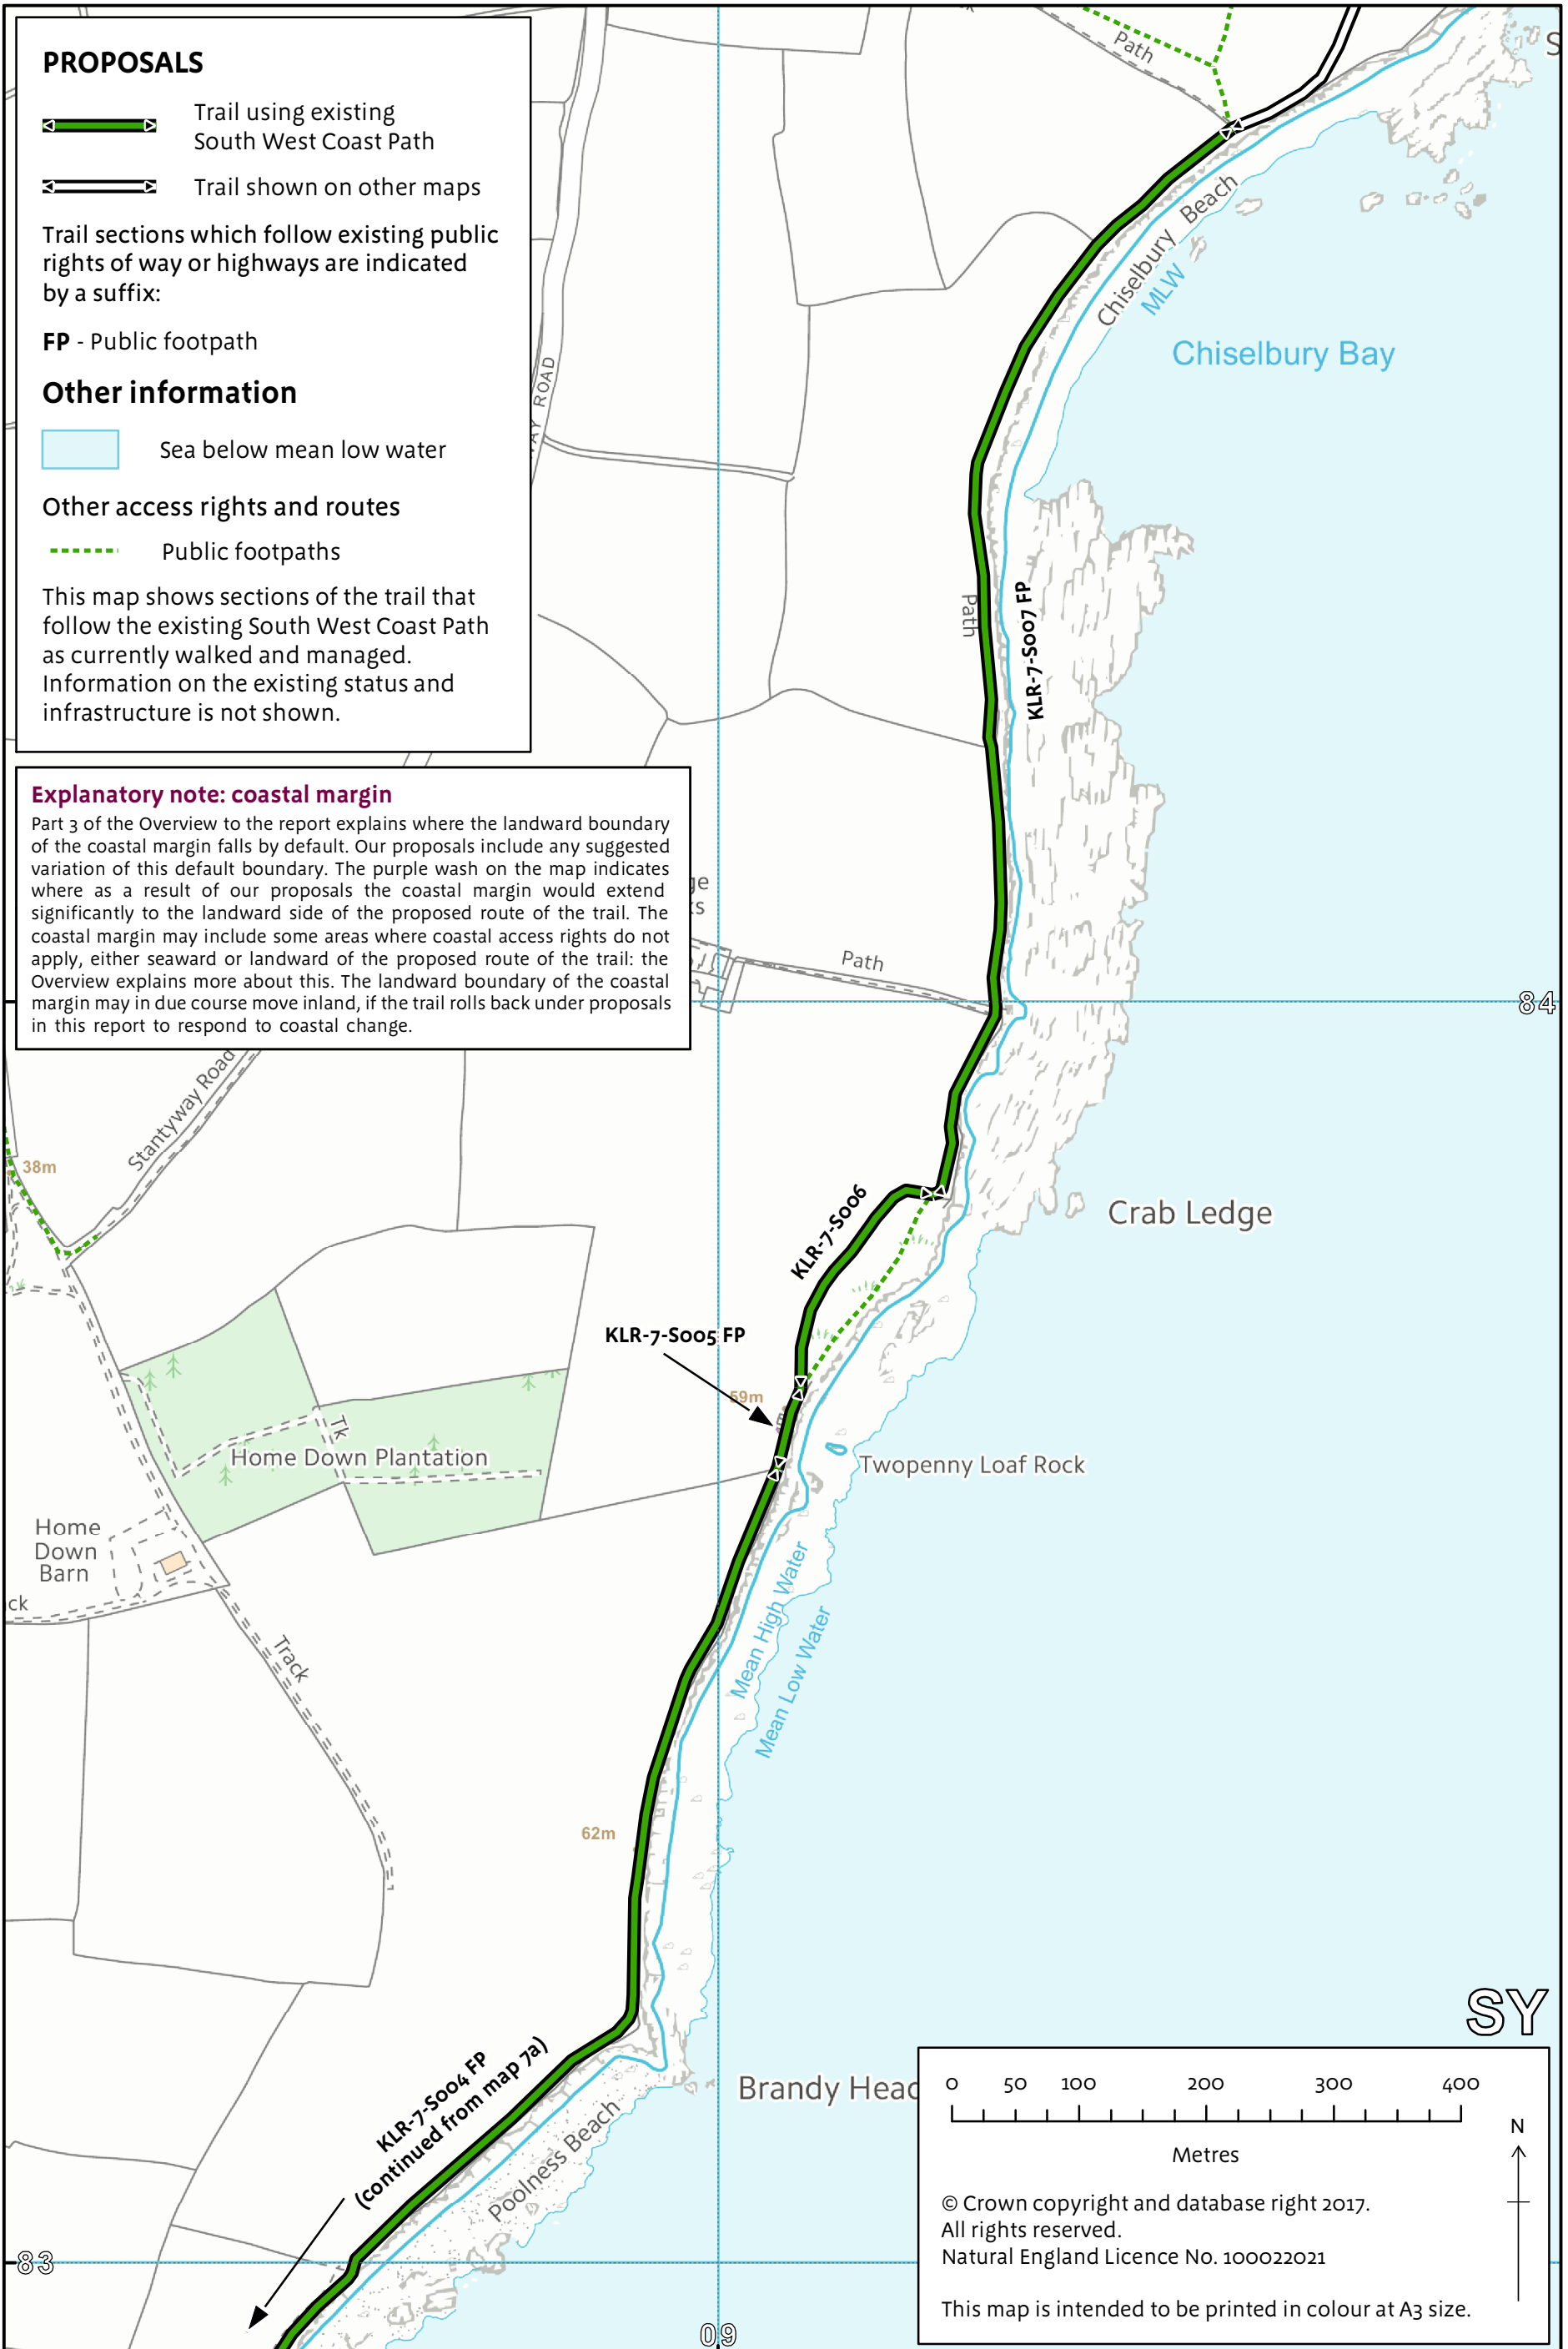 PROPOSALS
Trail using existing
South West Coast Path
Trail shown on other maps
Trail sections which follow existing public
rights of way or highways are indicated
by a suffix:
FP - Public footpath
Other information
Sea below mean low water
Other access rights and routes
Public footpaths
This map shows sections of the trail that
follow the existing South West Coast Path
as currently walked and managed.
Information on the existing status and
infrastructure is not shown.
Explanatory note: coastal margin
Part 3 of the Overview to the report explains where the landward boundary
of the coastal margin falls by default. Our proposals include any suggested
variation of this default boundary. The purple wash on the map indicates
where as a result of our proposals the coastal margin would extend
significantly to the landward side of the proposed route of the trail. The
coastal margin may include some areas where coastal access rights do not
apply, either seaward or landward of the proposed route of the trail: the
Overview explains more about this. The landward boundary of the coastal
margin may in due course move inland, if the trail rolls back under proposals
in this report to respond to coastal change.
Path
Chiselbury Beach
MLW
Chiselbury Bay
ROAD
Path
KLR-7-S007 FP
Path
84
Stantyway Road
38m
KLR-7-S006
Crab Ledge
KLR-7-S005 FP
59m
Tk
Home Down Plantation
Twopenny Loaf Rock
Home
Down
Barn
ck
Track
Mean High Water
Mean Low Water
62m
SY
KLR-7-S004 FP
(continued from map 7a)
Brandy Head
Poolness Beach
83
09
0 50 100 200 300 400
Metres
N
© Crown copyright and database right 2017.
All rights reserved.
Natural England Licence No. 100022021
This map is intended to be printed in colour at A3 size.